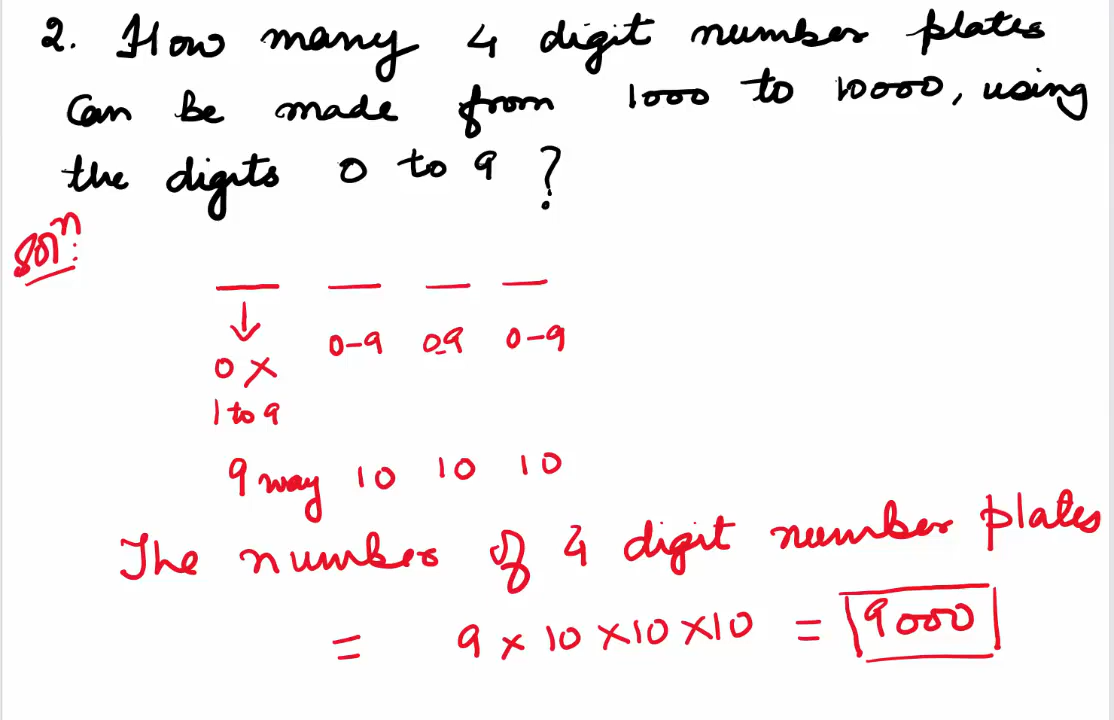 2. How many 4 digit number plates
Can be made from 1000 to 10000, using
the digits 0 to 9 ?
Solⁿ:
0-9 0-9 0-9
0 ×
1 to 9
9 way 10 10 10
The number of 4 digit number plates
= 9 × 10 × 10 × 10 = 9000